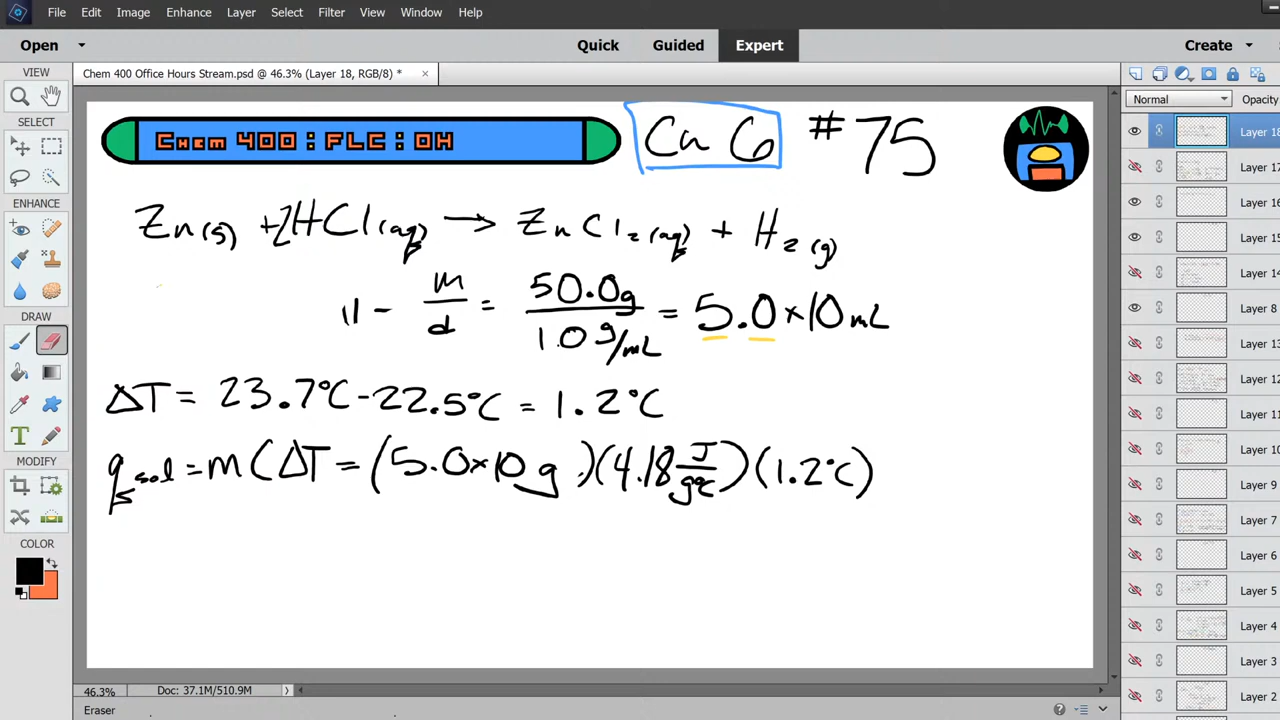 File Edit Image Enhance Layer Select Filter View Window Help
Open Quick Guided Expert Create
VIEW
Chem 400 Office Hours Stream.psd @ 46.3% (Layer 18, RGB/8) * ×
Normal Opacity
SELECT
ENHANCE
DRAW
MODIFY
COLOR
Chem 400:FLC:OH
Ch 6 #75
Zn(s) + 2HCl(aq) → ZnCl2(aq) + H2(g)
m/d = 50.0g / 1.0 g/mL = 5.0×10 mL
ΔT = 23.7°C - 22.5°C = 1.2°C
q sol = m C ΔT = (5.0×10 g)(4.18 J/g°C)(1.2°C)
Layer 18
Layer 17
Layer 16
Layer 15
Layer 14
Layer 8
Layer 13
Layer 12
Layer 11
Layer 10
Layer 9
Layer 7
Layer 6
Layer 5
Layer 4
Layer 3
Layer 2
46.3% Doc: 37.1M/510.9M
Eraser